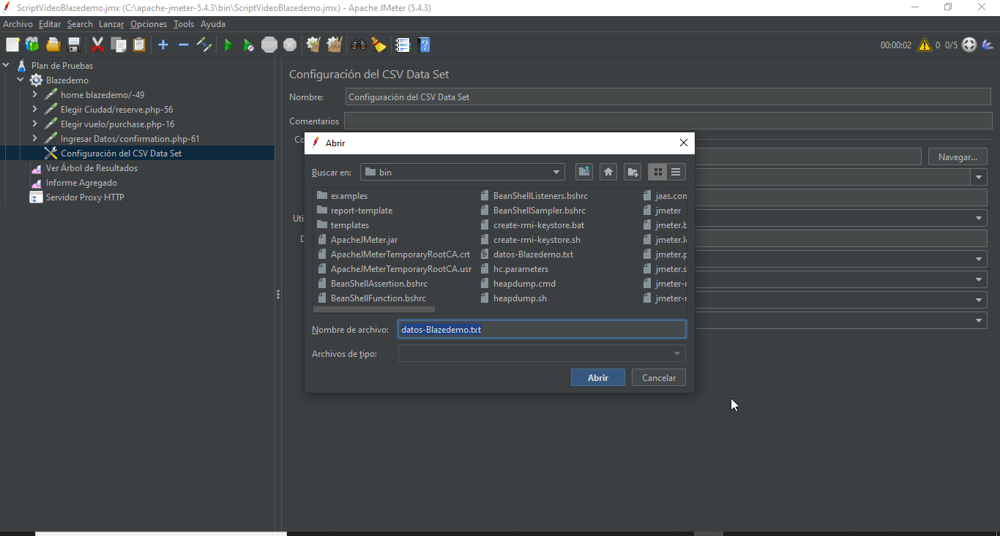 ScriptVideoBlazedemo.jmx (C:\apache-jmeter-5.4.3\bin\ScriptVideoBlazedemo.jmx) - Apache JMeter (5.4.3)
Archivo Editar Search Lanzar Opciones Tools Ayuda
STOP 00:00:02 0 0/5
Plan de Pruebas
Blazedemo
home blazedemo/-49
Elegir Ciudad/reserve.php-56
Elegir vuelo/purchase.php-16
Ingresar Datos/confirmation.php-61
Configuración del CSV Data Set
Ver Árbol de Resultados
Informe Agregado
Servidor Proxy HTTP
Configuración del CSV Data Set
Nombre: Configuración del CSV Data Set
Comentarios
Co
Navegar...
Uti
Abrir
Buscar en: bin
examples
report-template
templates
ApacheJMeter.jar
ApacheJMeterTemporaryRootCA.crt
ApacheJMeterTemporaryRootCA.usr
BeanShellAssertion.bshrc
BeanShellFunction.bshrc
BeanShellListeners.bshrc
BeanShellSampler.bshrc
create-rmi-keystore.bat
create-rmi-keystore.sh
datos-Blazedemo.txt
hc.parameters
heapdump.cmd
heapdump.sh
jaas.con
jmeter
jmeter.b
jmeter.l
jmeter.p
jmeter.s
jmeter-r
jmeter-r
Nombre de archivo: datos-Blazedemo.txt
Archivos de tipo:
Abrir Cancelar